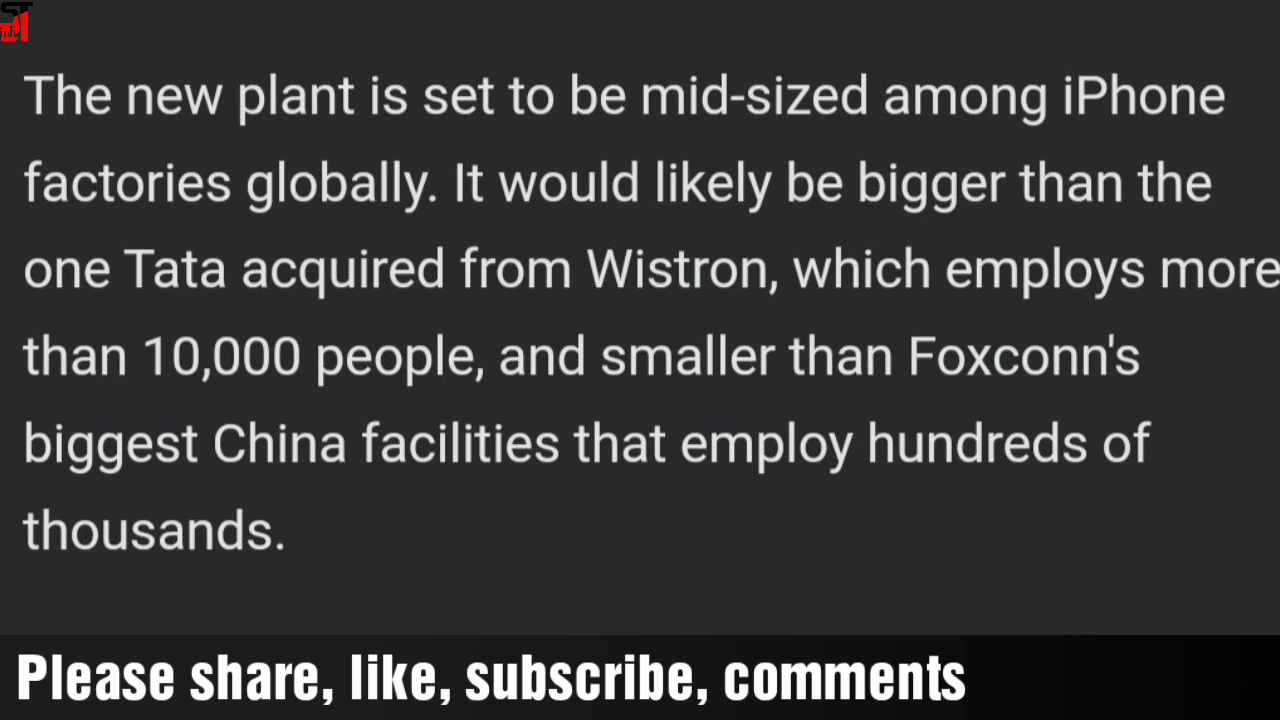 ST
The new plant is set to be mid-sized among iPhone
factories globally. It would likely be bigger than the
one Tata acquired from Wistron, which employs more
than 10,000 people, and smaller than Foxconn's
biggest China facilities that employ hundreds of
thousands.
Please share, like, subscribe, comments